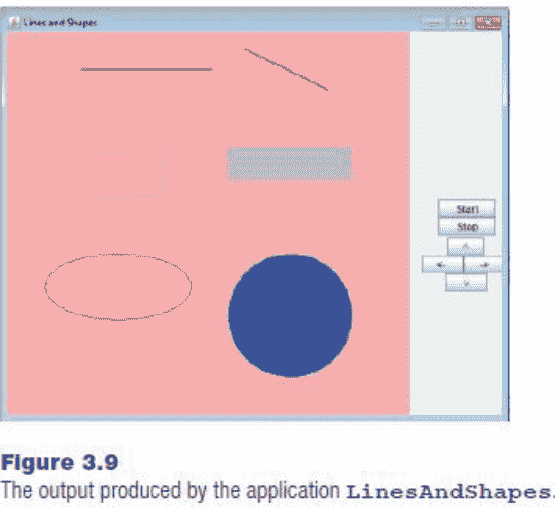 Lines and Shapes
Start
Stop
^
← →
v
Figure 3.9
The output produced by the application LinesAndShapes.